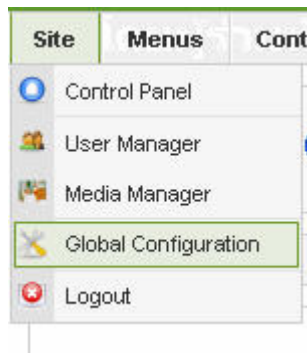 Site Menus Cont
Control Panel
User Manager
Media Manager
Global Configuration
Logout